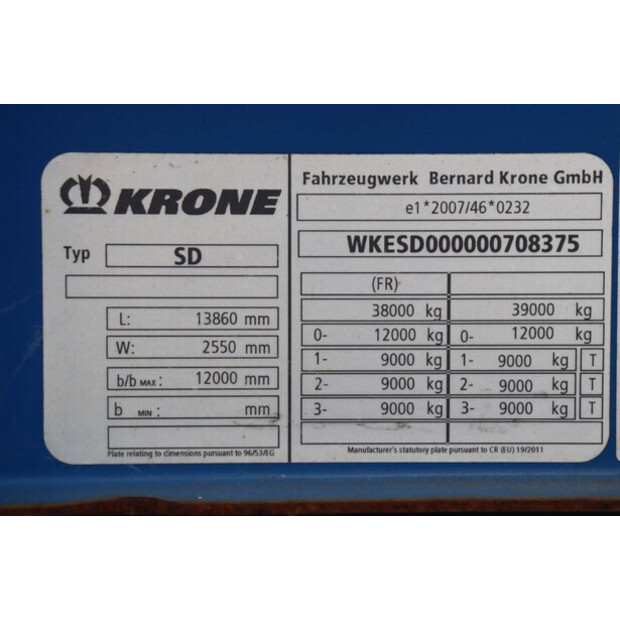 KRONE
Typ SD
L: 13860 mm
W: 2550 mm
b/b MAX : 12000 mm
b MIN : mm
Plate relating to dimensions pursuant to 96/53/EG
Fahrzeugwerk Bernard Krone GmbH
e1*2007/46*0232
WKESD000000708375
(FR)
38000 kg 39000 kg
0- 12000 kg 0- 12000 kg
1- 9000 kg 1- 9000 kg T
2- 9000 kg 2- 9000 kg T
3- 9000 kg 3- 9000 kg T
Manufacturer's statutory plate pursuant to CR (EU) 19/2011